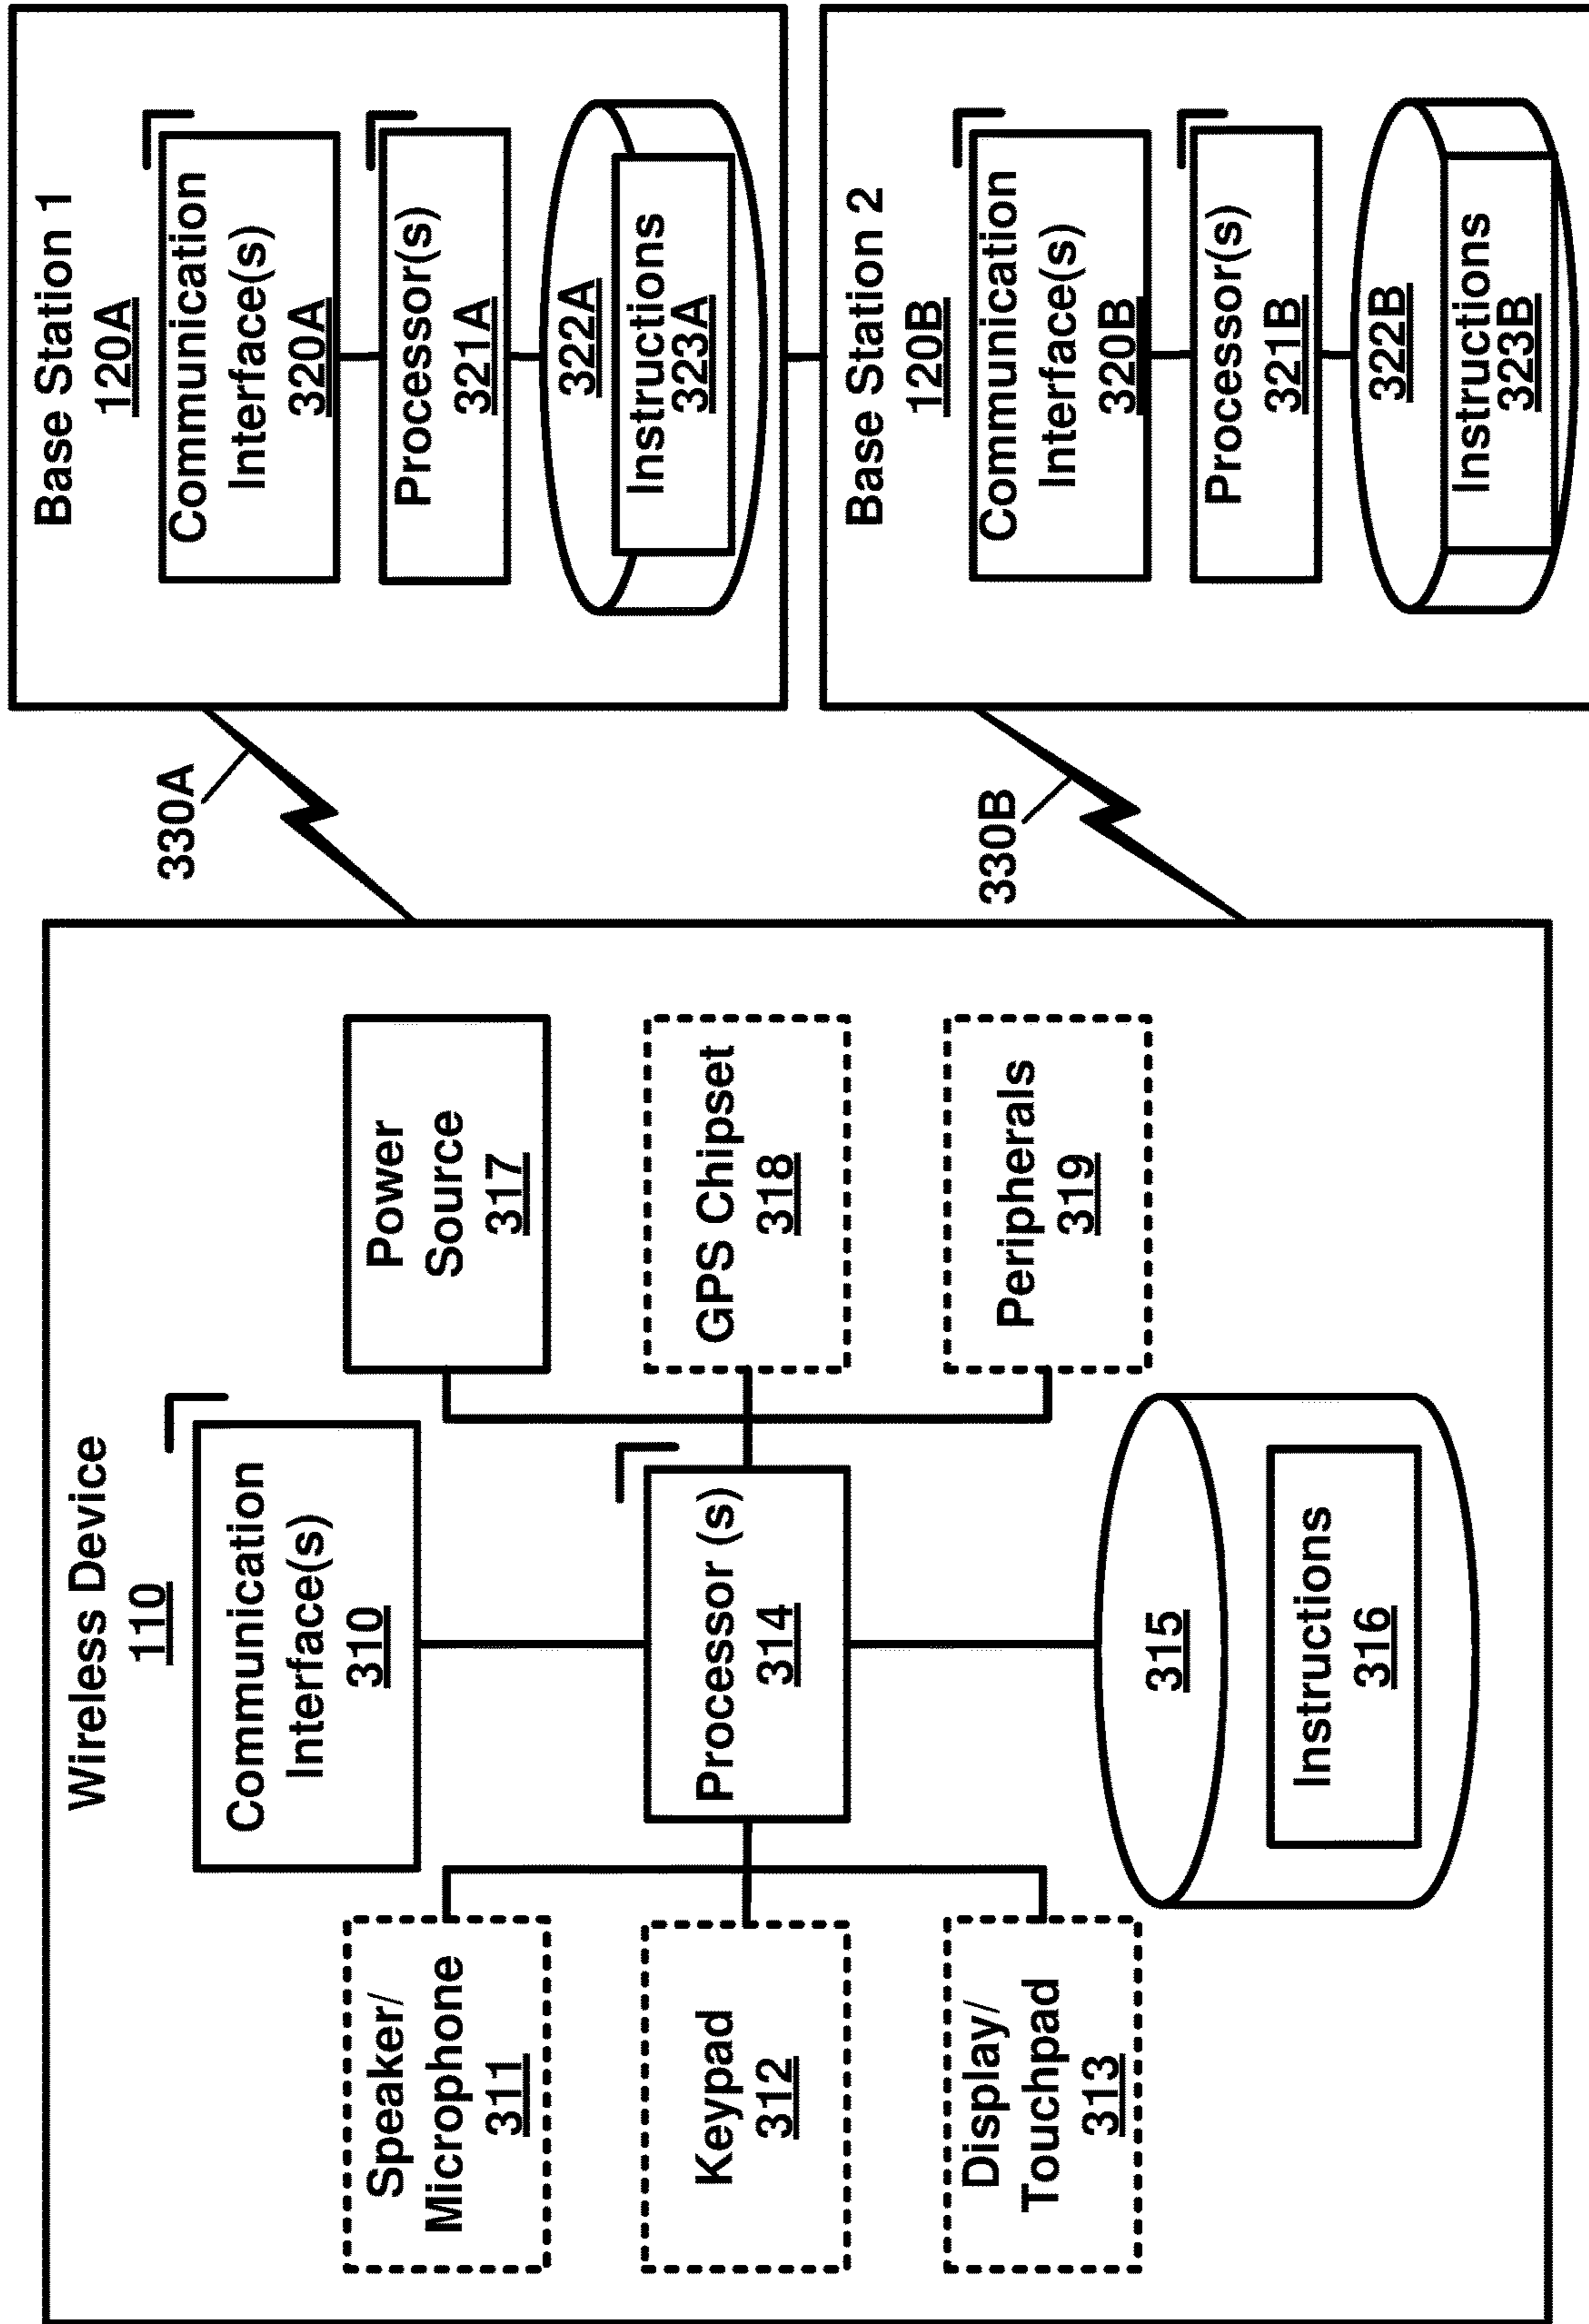 Wireless Device
110
Communication
Interface(s)
310
Speaker/
Microphone
311
Keypad
312
Display/
Touchpad
313
Processor (s)
314
315
Instructions
316
Power
Source
317
GPS Chipset
318
Peripherals
319
330A
330B
Base Station 1
120A
Communication
Interface(s)
320A
Processor(s)
321A
322A
Instructions
323A
Base Station 2
120B
Communication
Interface(s)
320B
Processor(s)
321B
322B
Instructions
323B